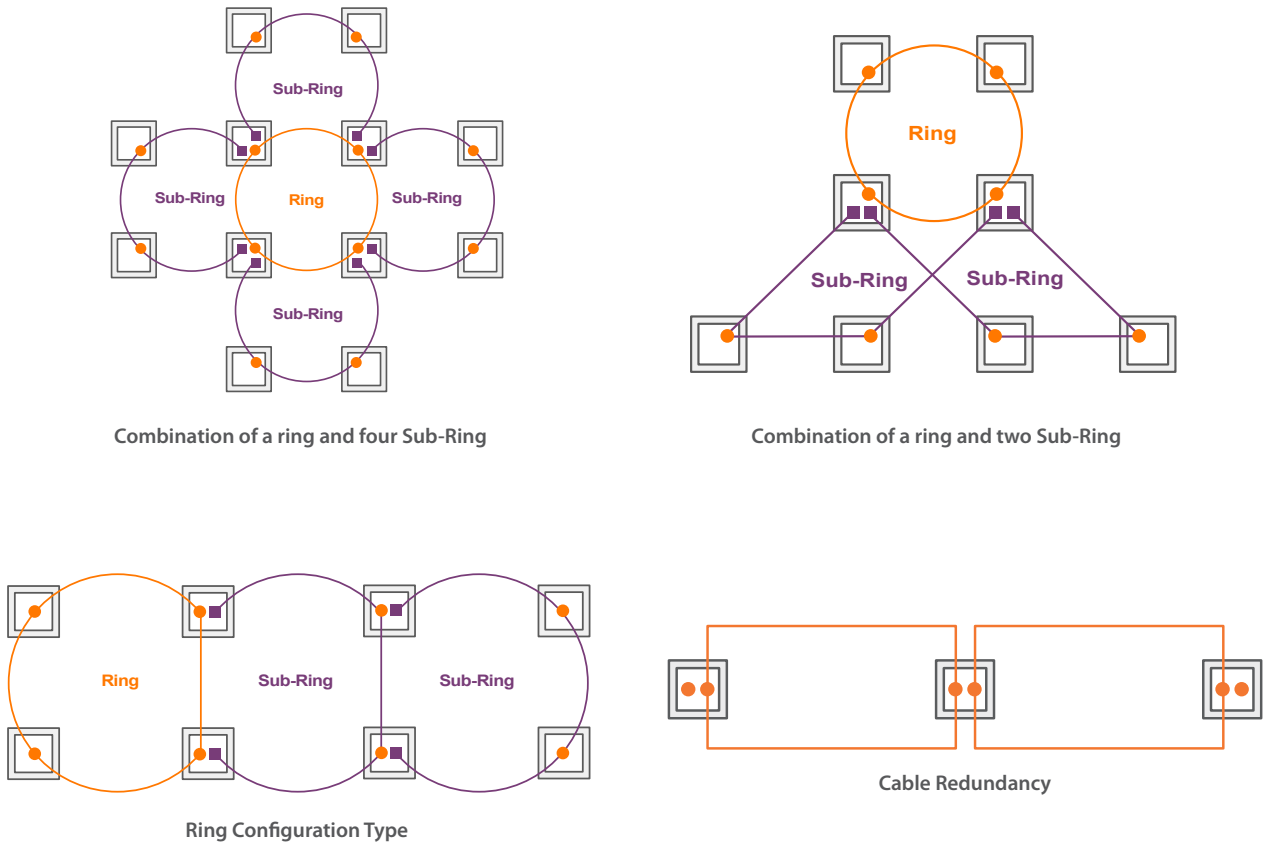 Sub-Ring
Sub-Ring
Ring
Sub-Ring
Sub-Ring
Combination of a ring and four Sub-Ring
Ring
Sub-Ring
Sub-Ring
Combination of a ring and two Sub-Ring
Ring
Sub-Ring
Sub-Ring
Ring Configuration Type
Cable Redundancy